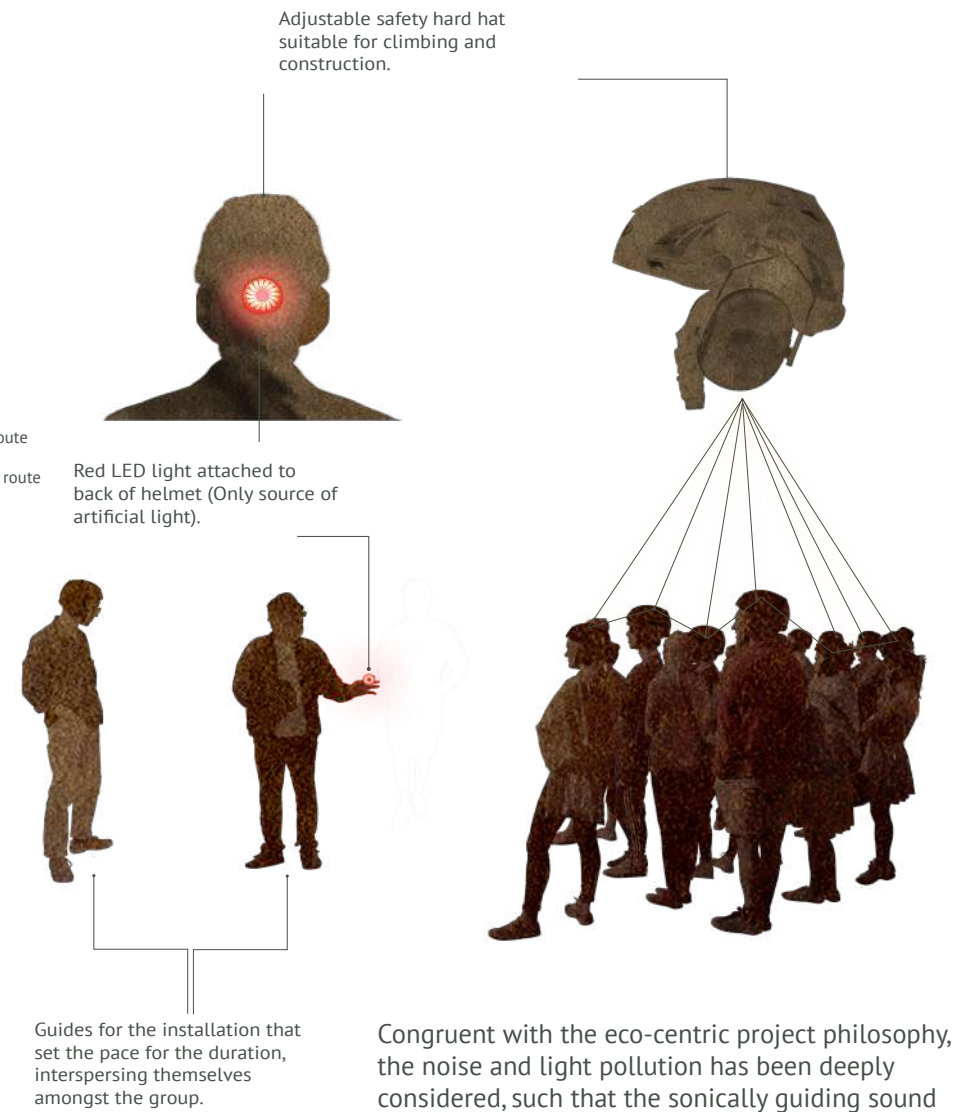 Adjustable safety hard hat
suitable for climbing and
construction.
route
Red LED light attached to
back of helmet (Only source of
artificial light).
Guides for the installation that
set the pace for the duration,
interspersing themselves
amongst the group.
Congruent with the eco-centric project philosophy,
the noise and light pollution has been deeply
considered, such that the sonically guiding sound